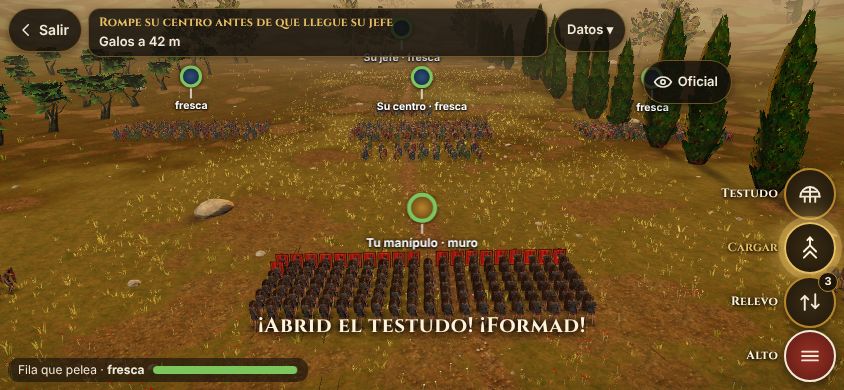 Salir
Rompe su centro antes de que llegue su jefe
Galos a 42 m
Datos ▾
Su jefe · fresca
Oficial
fresca
Su centro · fresca
fresca
Testudo
Tu manípulo · muro
Cargar
3
Relevo
¡Abrid el testudo! ¡Formad!
Alto
Fila que pelea · fresca